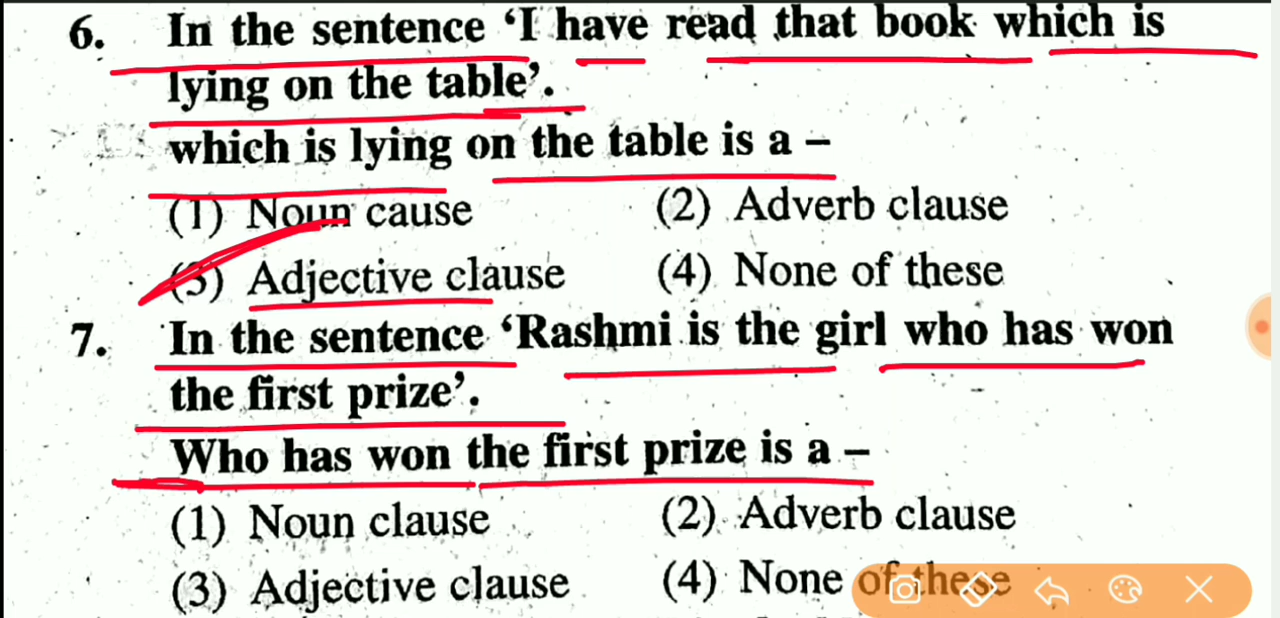 6. In the sentence ‘I have read that book which is
lying on the table’.
which is lying on the table is a –
(1) Noun cause (2) Adverb clause
(3) Adjective clause (4) None of these
7. In the sentence ‘Rashmi is the girl who has won
the first prize’.
Who has won the first prize is a –
(1) Noun clause (2) Adverb clause
(3) Adjective clause (4) None of these